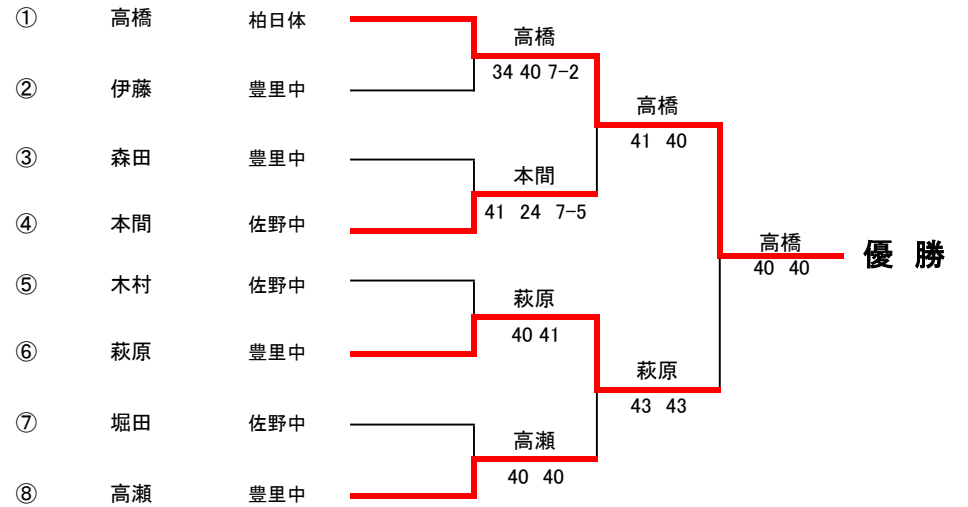 ① 高橋 柏日体
高橋
34 40 7-2
② 伊藤 豊里中
高橋
41 40
③ 森田 豊里中
本間
41 24 7-5
④ 本間 佐野中
高橋
40 40
優 勝
⑤ 木村 佐野中
萩原
40 41
⑥ 萩原 豊里中
萩原
43 43
⑦ 堀田 佐野中
高瀬
40 40
⑧ 高瀬 豊里中